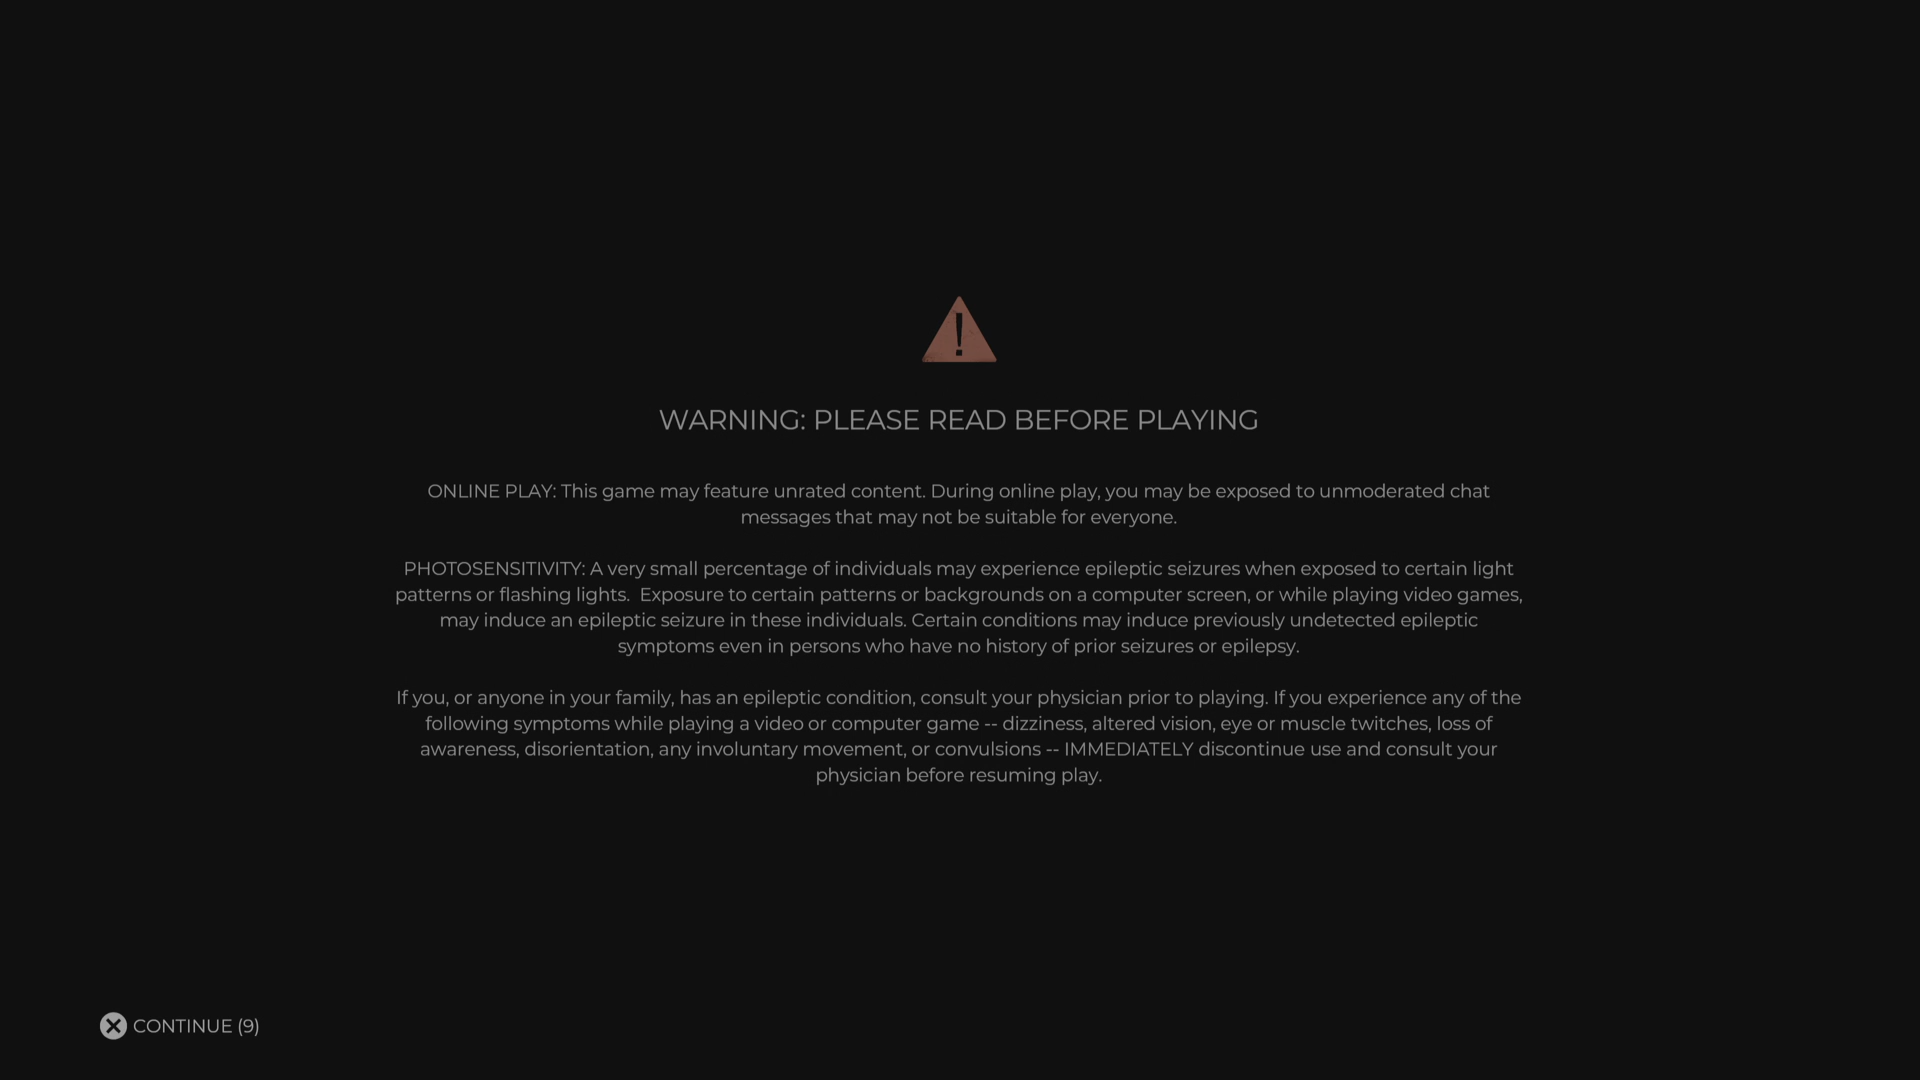 WARNING: PLEASE READ BEFORE PLAYING
ONLINE PLAY: This game may feature unrated content. During online play, you may be exposed to unmoderated chat
messages that may not be suitable for everyone.
PHOTOSENSITIVITY: A very small percentage of individuals may experience epileptic seizures when exposed to certain light
patterns or flashing lights.  Exposure to certain patterns or backgrounds on a computer screen, or while playing video games,
may induce an epileptic seizure in these individuals. Certain conditions may induce previously undetected epileptic
symptoms even in persons who have no history of prior seizures or epilepsy.
If you, or anyone in your family, has an epileptic condition, consult your physician prior to playing. If you experience any of the
following symptoms while playing a video or computer game -- dizziness, altered vision, eye or muscle twitches, loss of
awareness, disorientation, any involuntary movement, or convulsions -- IMMEDIATELY discontinue use and consult your
physician before resuming play.
CONTINUE (9)